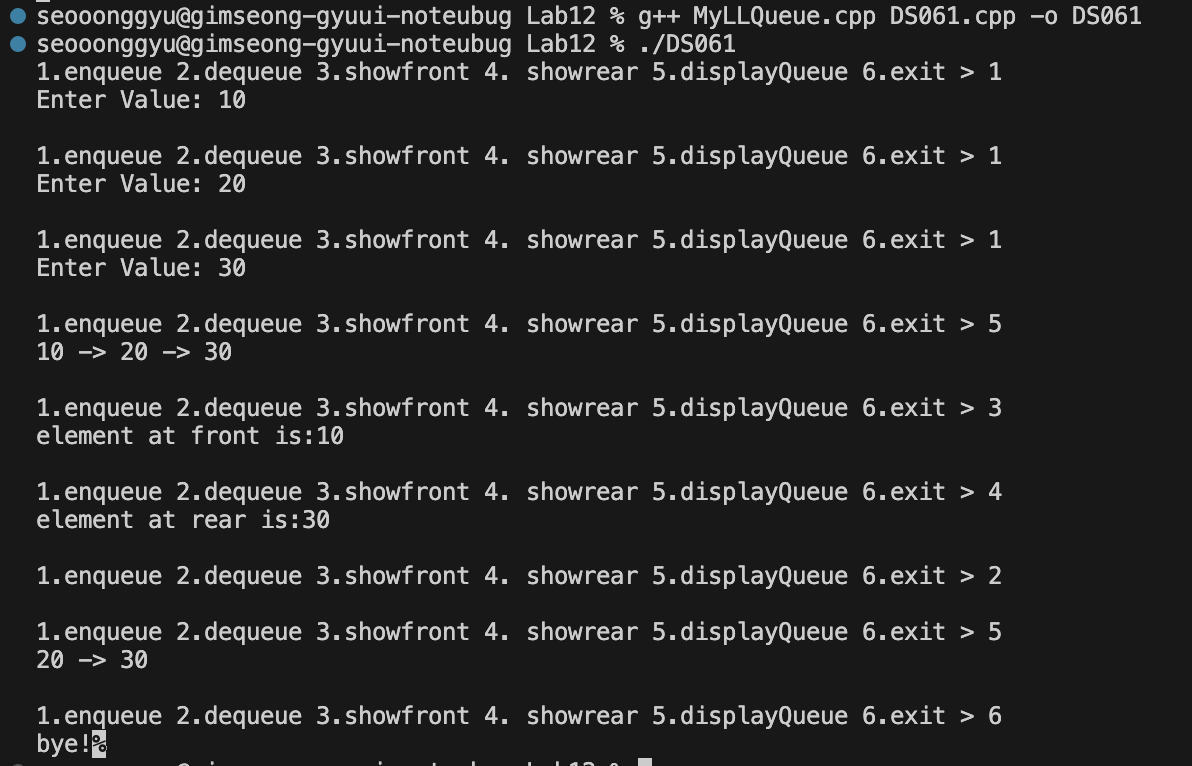 seooonggyu@gimseong-gyuui-noteubug Lab12 % g++ MyLLQueue.cpp DS061.cpp -o DS061
seooonggyu@gimseong-gyuui-noteubug Lab12 % ./DS061
1.enqueue 2.dequeue 3.showfront 4. showrear 5.displayQueue 6.exit > 1
Enter Value: 10
1.enqueue 2.dequeue 3.showfront 4. showrear 5.displayQueue 6.exit > 1
Enter Value: 20
1.enqueue 2.dequeue 3.showfront 4. showrear 5.displayQueue 6.exit > 1
Enter Value: 30
1.enqueue 2.dequeue 3.showfront 4. showrear 5.displayQueue 6.exit > 5
10 -> 20 -> 30
1.enqueue 2.dequeue 3.showfront 4. showrear 5.displayQueue 6.exit > 3
element at front is:10
1.enqueue 2.dequeue 3.showfront 4. showrear 5.displayQueue 6.exit > 4
element at rear is:30
1.enqueue 2.dequeue 3.showfront 4. showrear 5.displayQueue 6.exit > 2
1.enqueue 2.dequeue 3.showfront 4. showrear 5.displayQueue 6.exit > 5
20 -> 30
1.enqueue 2.dequeue 3.showfront 4. showrear 5.displayQueue 6.exit > 6
bye!%